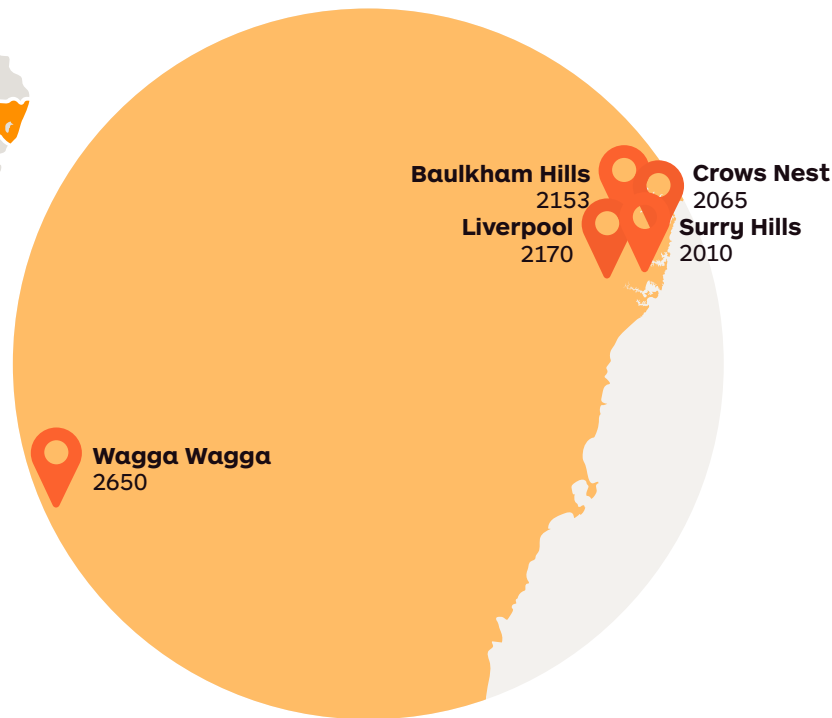 Baulkham Hills
2153
Crows Nest
2065
Liverpool
2170
Surry Hills
2010
Wagga Wagga
2650